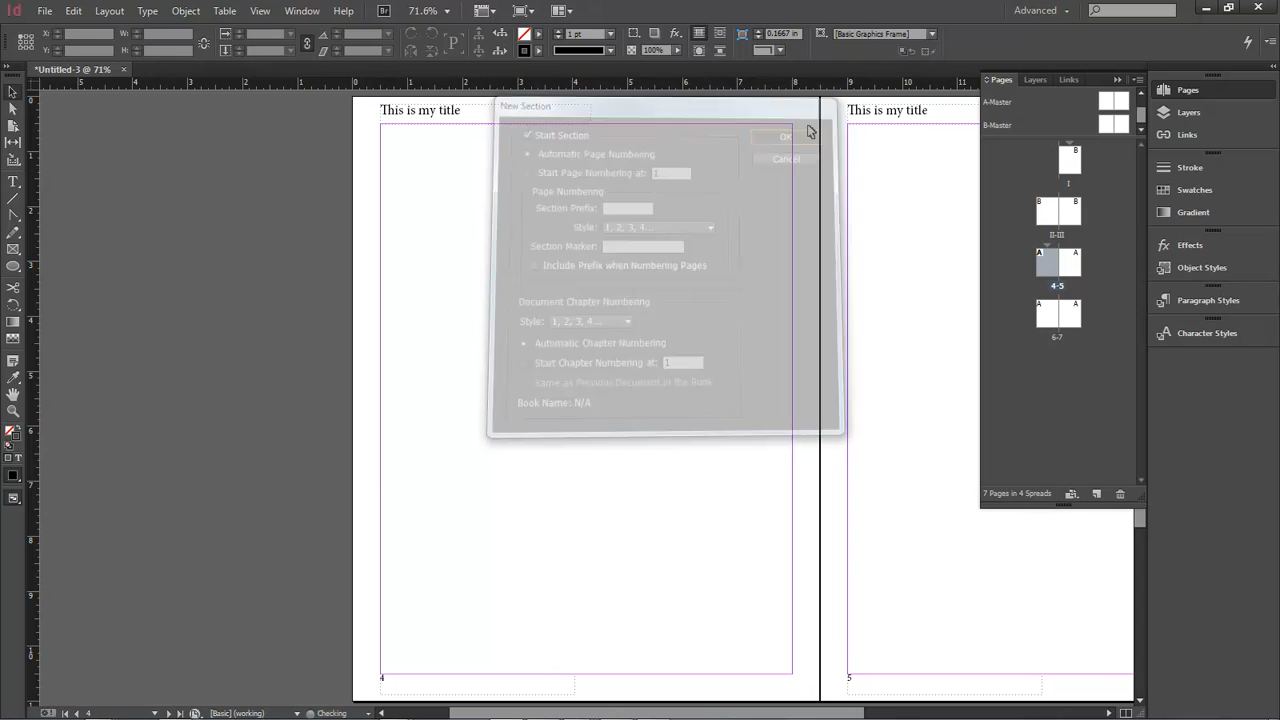 Id File Edit Layout Type Object Table View Window Help Br 71.6% Advanced
X: W: 1 pt fx. 0.1667 in [Basic Graphics Frame]
Y: H: P 100%
*Untitled-3 @ 71% ×
This is my title
This is my title
New Section
Start Section
OK
Automatic Page Numbering
Cancel
Start Page Numbering at: 1
Page Numbering
Section Prefix:
Style: 1, 2, 3, 4...
Section Marker:
Include Prefix when Numbering Pages
Document Chapter Numbering
Style: 1, 2, 3, 4...
Automatic Chapter Numbering
Start Chapter Numbering at: 1
Same as Previous Document in the Book
Book Name: N/A
4
5
Pages Layers Links
A-Master
B-Master
B
I
B B
II-III
A A
4-5
A A
6-7
7 Pages in 4 Spreads
Pages
Layers
Links
Stroke
Swatches
Gradient
Effects
Object Styles
Paragraph Styles
Character Styles
4 [Basic] (working) Checking